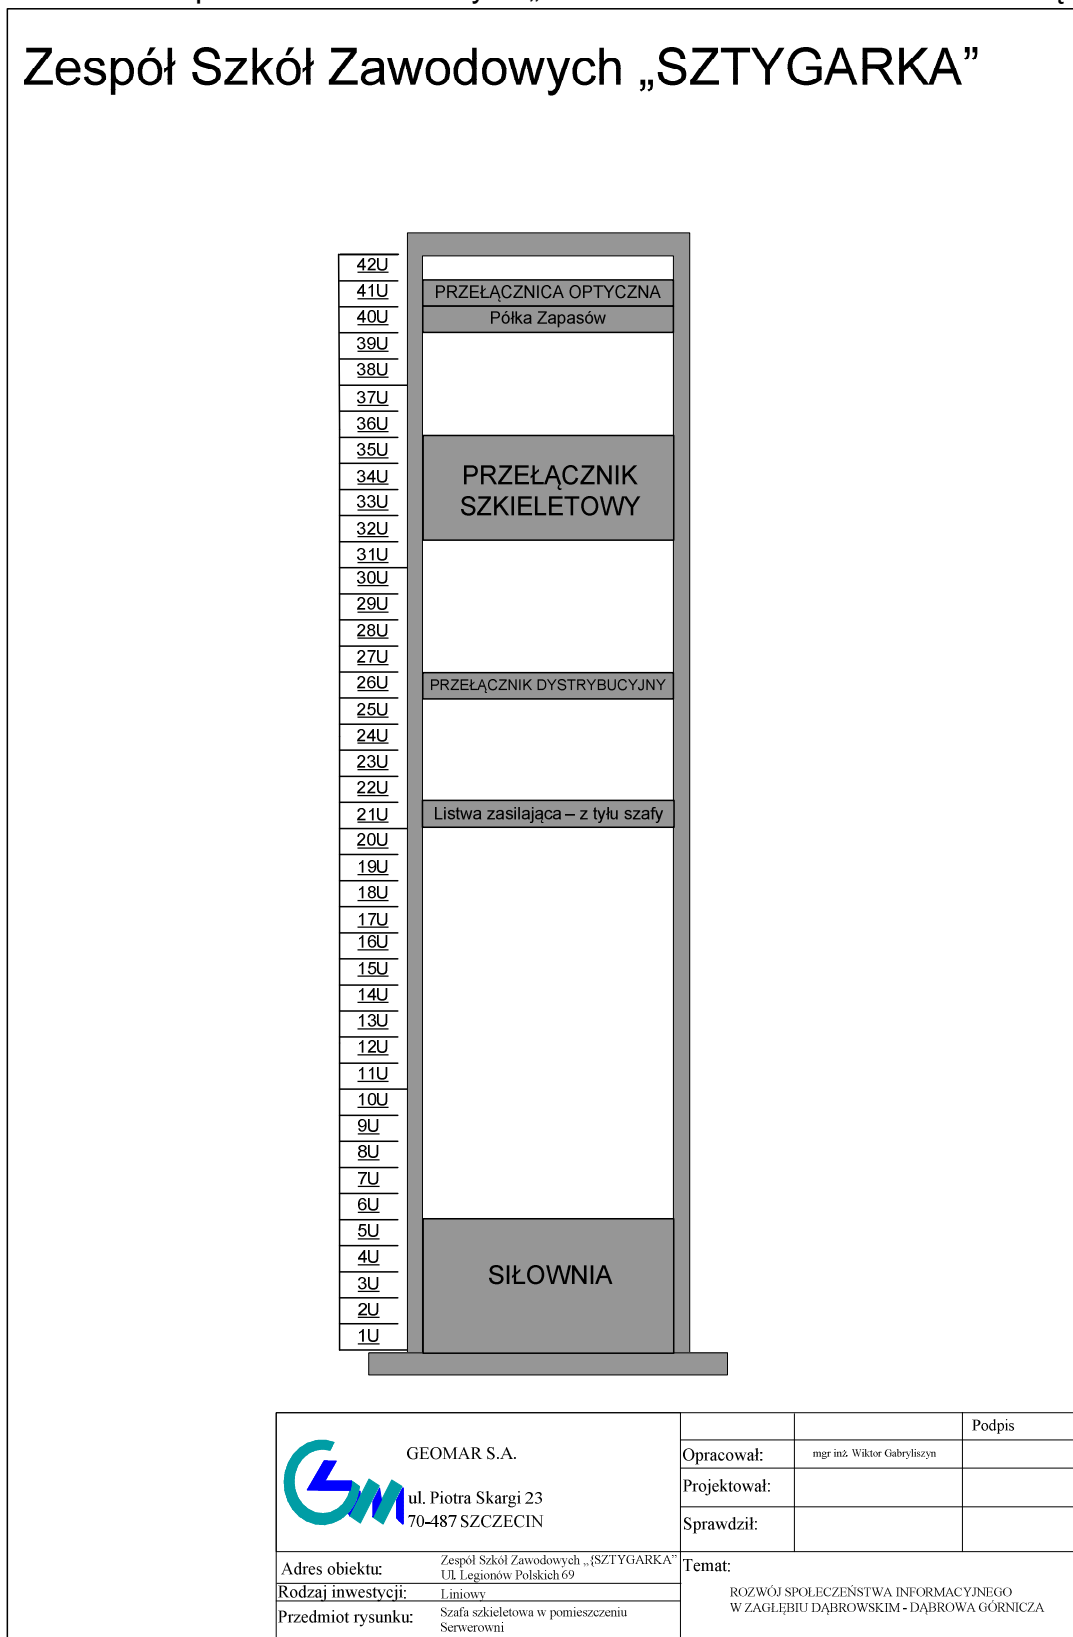 Zespół Szkół Zawodowych „SZTYGARKA”
42U
41U PRZEŁĄCZNICA OPTYCZNA
40U Półka Zapasów
39U
38U
37U
36U
35U
34U PRZEŁĄCZNIK
33U SZKIELETOWY
32U
31U
30U
29U
28U
27U
26U PRZEŁĄCZNIK DYSTRYBUCYJNY
25U
24U
23U
22U
21U Listwa zasilająca – z tyłu szafy
20U
19U
18U
17U
16U
15U
14U
13U
12U
11U
10U
9U
8U
7U
6U
5U
4U
3U SIŁOWNIA
2U
1U
GEOMAR S.A.
ul. Piotra Skargi 23
70-487 SZCZECIN
Podpis
Opracował: mgr inż. Wiktor Gabryliszyn
Projektował:
Sprawdził:
Adres obiektu: Zespół Szkół Zawodowych „{SZTYGARKA”
Ul. Legionów Polskich 69
Rodzaj inwestycji: Liniowy
Przedmiot rysunku: Szafa szkieletowa w pomieszczeniu
Serwerowni
Temat:
ROZWÓJ SPOŁECZEŃSTWA INFORMACYJNEGO
W ZAGŁĘBIU DĄBROWSKIM - DĄBROWA GÓRNICZA